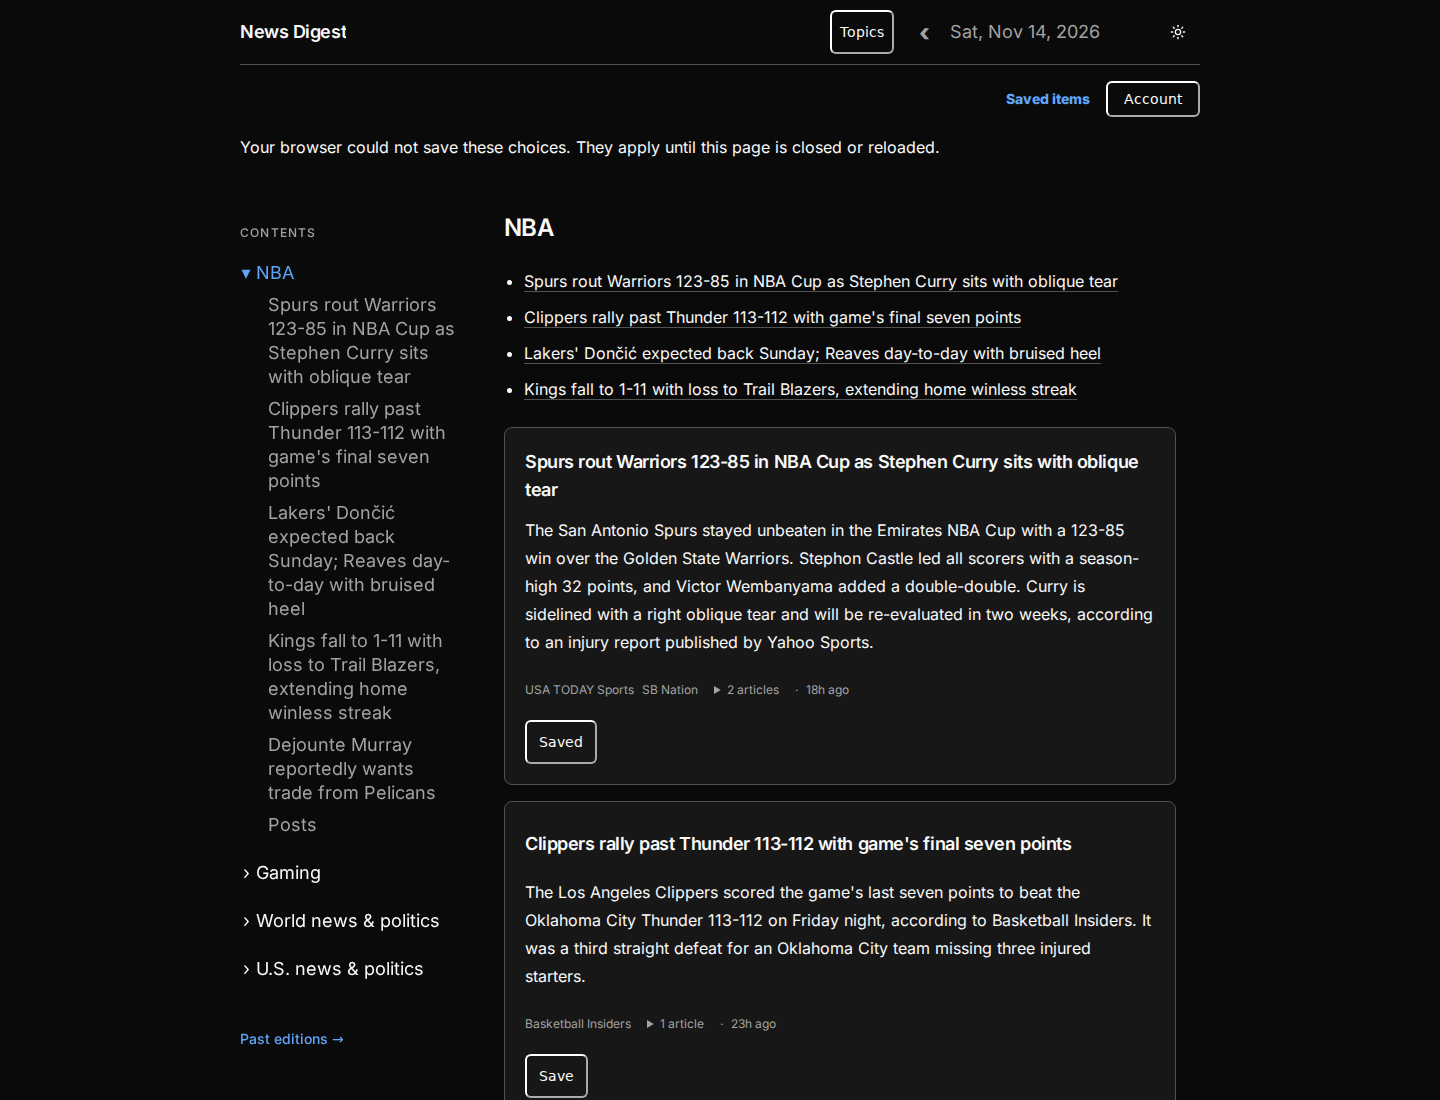 News Digest
Topics
‹
Sat, Nov 14, 2026
Saved items
Account
Your browser could not save these choices. They apply until this page is closed or reloaded.
CONTENTS
▾ NBA
Spurs rout Warriors
123-85 in NBA Cup as
Stephen Curry sits
with oblique tear
Clippers rally past
Thunder 113-112 with
game's final seven
points
Lakers' Dončić
expected back
Sunday; Reaves day-
to-day with bruised
heel
Kings fall to 1-11 with
loss to Trail Blazers,
extending home
winless streak
Dejounte Murray
reportedly wants
trade from Pelicans
Posts
› Gaming
› World news & politics
› U.S. news & politics
Past editions →
NBA
• Spurs rout Warriors 123-85 in NBA Cup as Stephen Curry sits with oblique tear
• Clippers rally past Thunder 113-112 with game's final seven points
• Lakers' Dončić expected back Sunday; Reaves day-to-day with bruised heel
• Kings fall to 1-11 with loss to Trail Blazers, extending home winless streak
Spurs rout Warriors 123-85 in NBA Cup as Stephen Curry sits with oblique
tear
The San Antonio Spurs stayed unbeaten in the Emirates NBA Cup with a 123-85
win over the Golden State Warriors. Stephon Castle led all scorers with a season-
high 32 points, and Victor Wembanyama added a double-double. Curry is
sidelined with a right oblique tear and will be re-evaluated in two weeks, according
to an injury report published by Yahoo Sports.
USA TODAY Sports SB Nation ▶ 2 articles · 18h ago
Saved
Clippers rally past Thunder 113-112 with game's final seven points
The Los Angeles Clippers scored the game's last seven points to beat the
Oklahoma City Thunder 113-112 on Friday night, according to Basketball Insiders. It
was a third straight defeat for an Oklahoma City team missing three injured
starters.
Basketball Insiders ▶ 1 article · 23h ago
Save